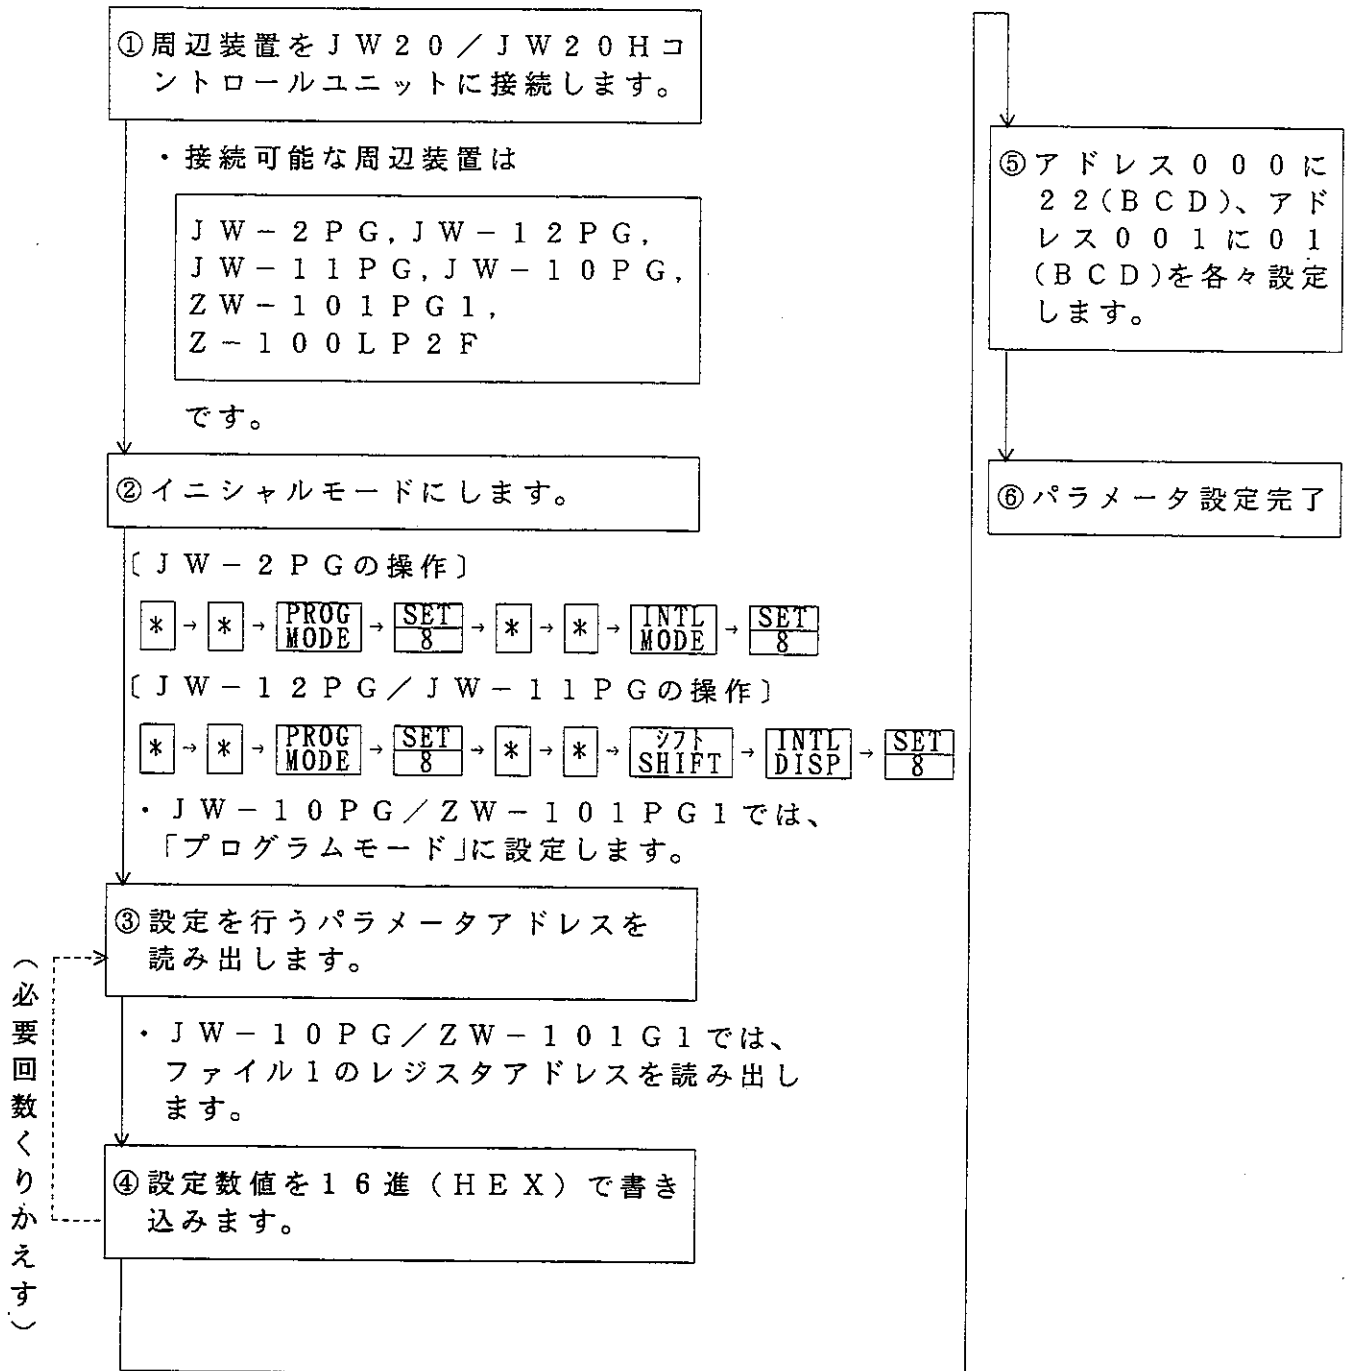 ①周辺装置をJW20／JW20Hコ
ントロールユニットに接続します。
・接続可能な周辺装置は
JW－2PG，JW－12PG，
JW－11PG，JW－10PG，
ZW－101PG1，
Z－100LP2F
です。
②イニシャルモードにします。
〔JW－2PGの操作〕
* → * → PROG MODE → SET 8 → * → * → INTL MODE → SET 8
〔JW－12PG／JW－11PGの操作〕
* → * → PROG MODE → SET 8 → * → * → シフト SHIFT → INTL DISP → SET 8
・JW－10PG／ZW－101PG1では、
「プログラムモード」に設定します。
③設定を行うパラメータアドレスを
読み出します。
・JW－10PG／ZW－101G1では、
ファイル1のレジスタアドレスを読み出し
ます。
④設定数値を16進（HEX）で書き
込みます。
（必要回数くりかえす）
⑤アドレス000に
22(BCD)、アド
レス001に01
(BCD)を各々設定
します。
⑥パラメータ設定完了